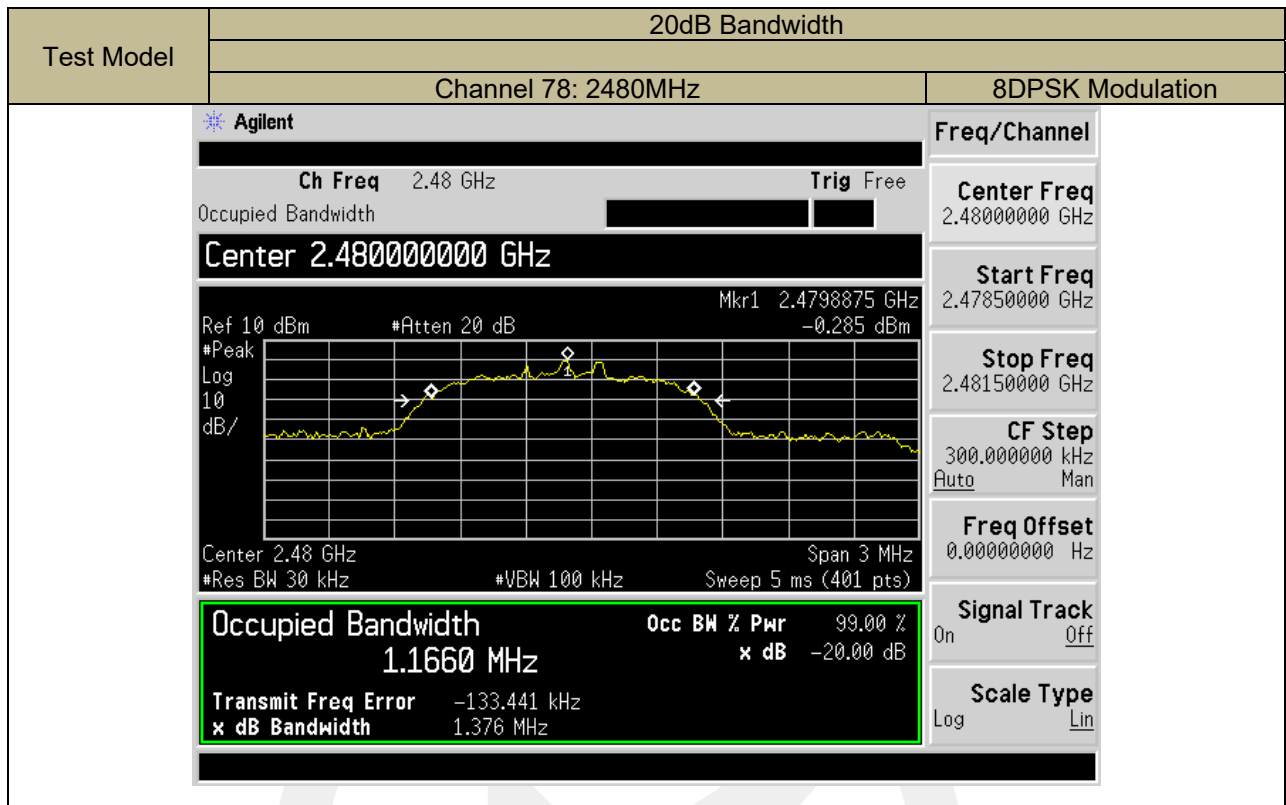 Test Model
20dB Bandwidth
Channel 78: 2480MHz
8DPSK Modulation
Agilent
Freq/Channel
Ch Freq 2.48 GHz
Trig Free
Occupied Bandwidth
Center 2.480000000 GHz
Mkr1 2.4798875 GHz
Ref 10 dBm #Atten 20 dB -0.285 dBm
#Peak
Log
10
dB/
1
Center 2.48 GHz Span 3 MHz
#Res BW 30 kHz #VBW 100 kHz Sweep 5 ms (401 pts)
Occupied Bandwidth
1.1660 MHz
Occ BW % Pwr 99.00 %
x dB -20.00 dB
Transmit Freq Error -133.441 kHz
x dB Bandwidth 1.376 MHz
Center Freq
2.48000000 GHz
Start Freq
2.47850000 GHz
Stop Freq
2.48150000 GHz
CF Step
300.000000 kHz
Auto Man
Freq Offset
0.00000000 Hz
Signal Track
On Off
Scale Type
Log Lin